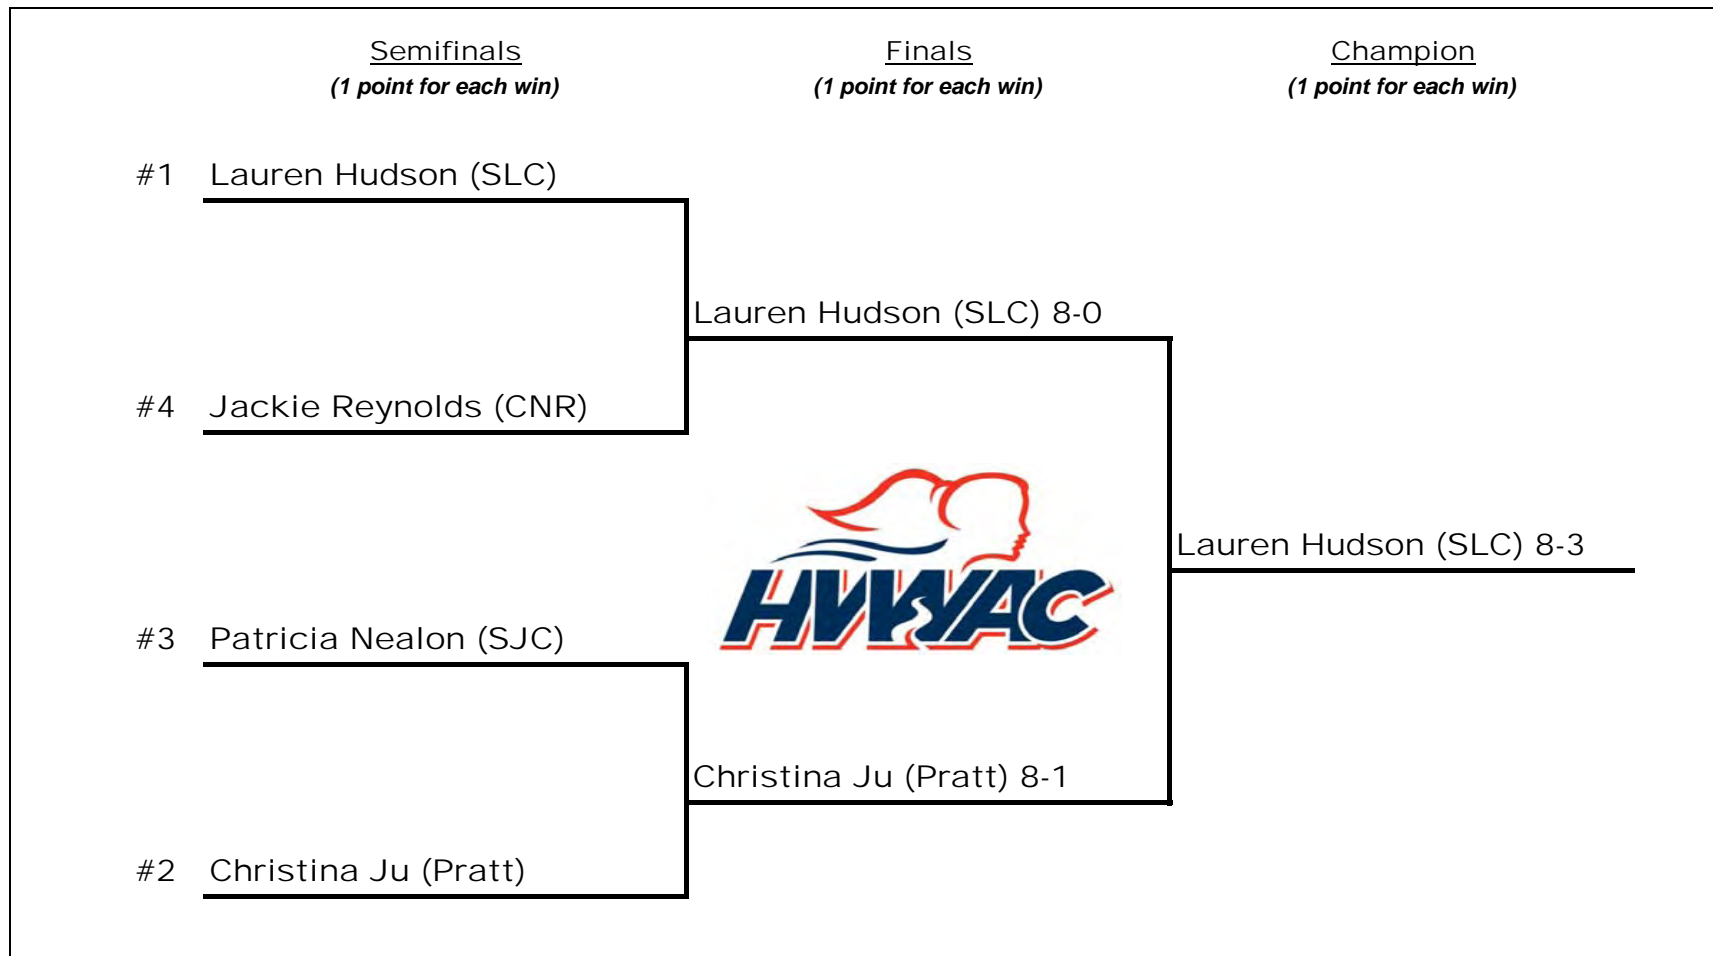 Semifinals
(1 point for each win)
Finals
(1 point for each win)
Champion
(1 point for each win)
#1 Lauren Hudson (SLC)
Lauren Hudson (SLC) 8-0
#4 Jackie Reynolds (CNR)
HVWAC
Lauren Hudson (SLC) 8-3
#3 Patricia Nealon (SJC)
Christina Ju (Pratt) 8-1
#2 Christina Ju (Pratt)